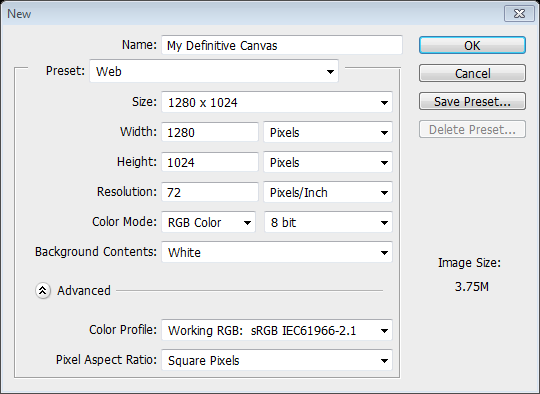 New
Name: My Definitive Canvas
OK
Preset: Web
Cancel
Size: 1280 x 1024
Save Preset...
Width: 1280 Pixels
Delete Preset...
Height: 1024 Pixels
Resolution: 72 Pixels/Inch
Color Mode: RGB Color 8 bit
Background Contents: White
Image Size:
3.75M
Advanced
Color Profile: Working RGB: sRGB IEC61966-2.1
Pixel Aspect Ratio: Square Pixels